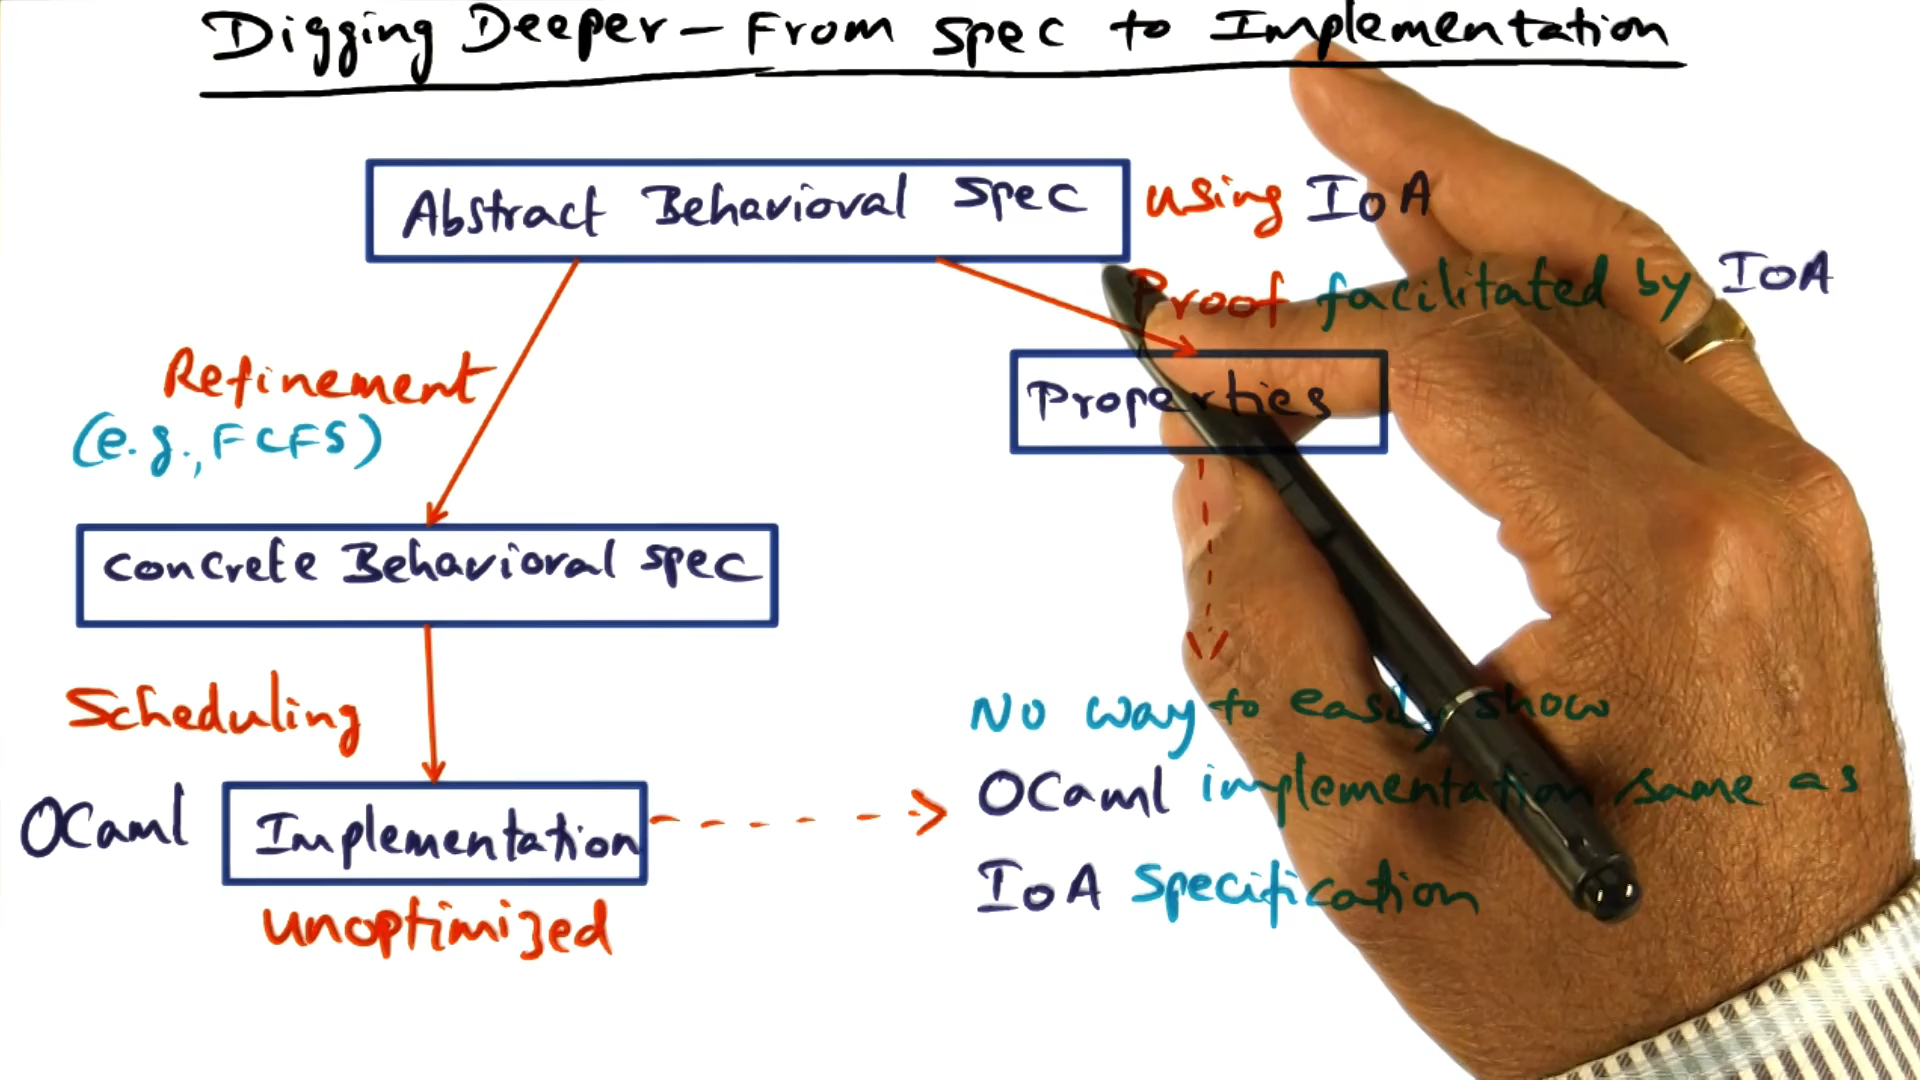 Digging Deeper - From spec to Implementation
Abstract Behavioral Spec using IOA
Proof facilitated by IOA
Refinement
(e.g., FCFS)
Properties
Concrete Behavioral spec
Scheduling
No way to easily show
OCaml Implementation
OCaml implementation same as
IOA Specification
unoptimized